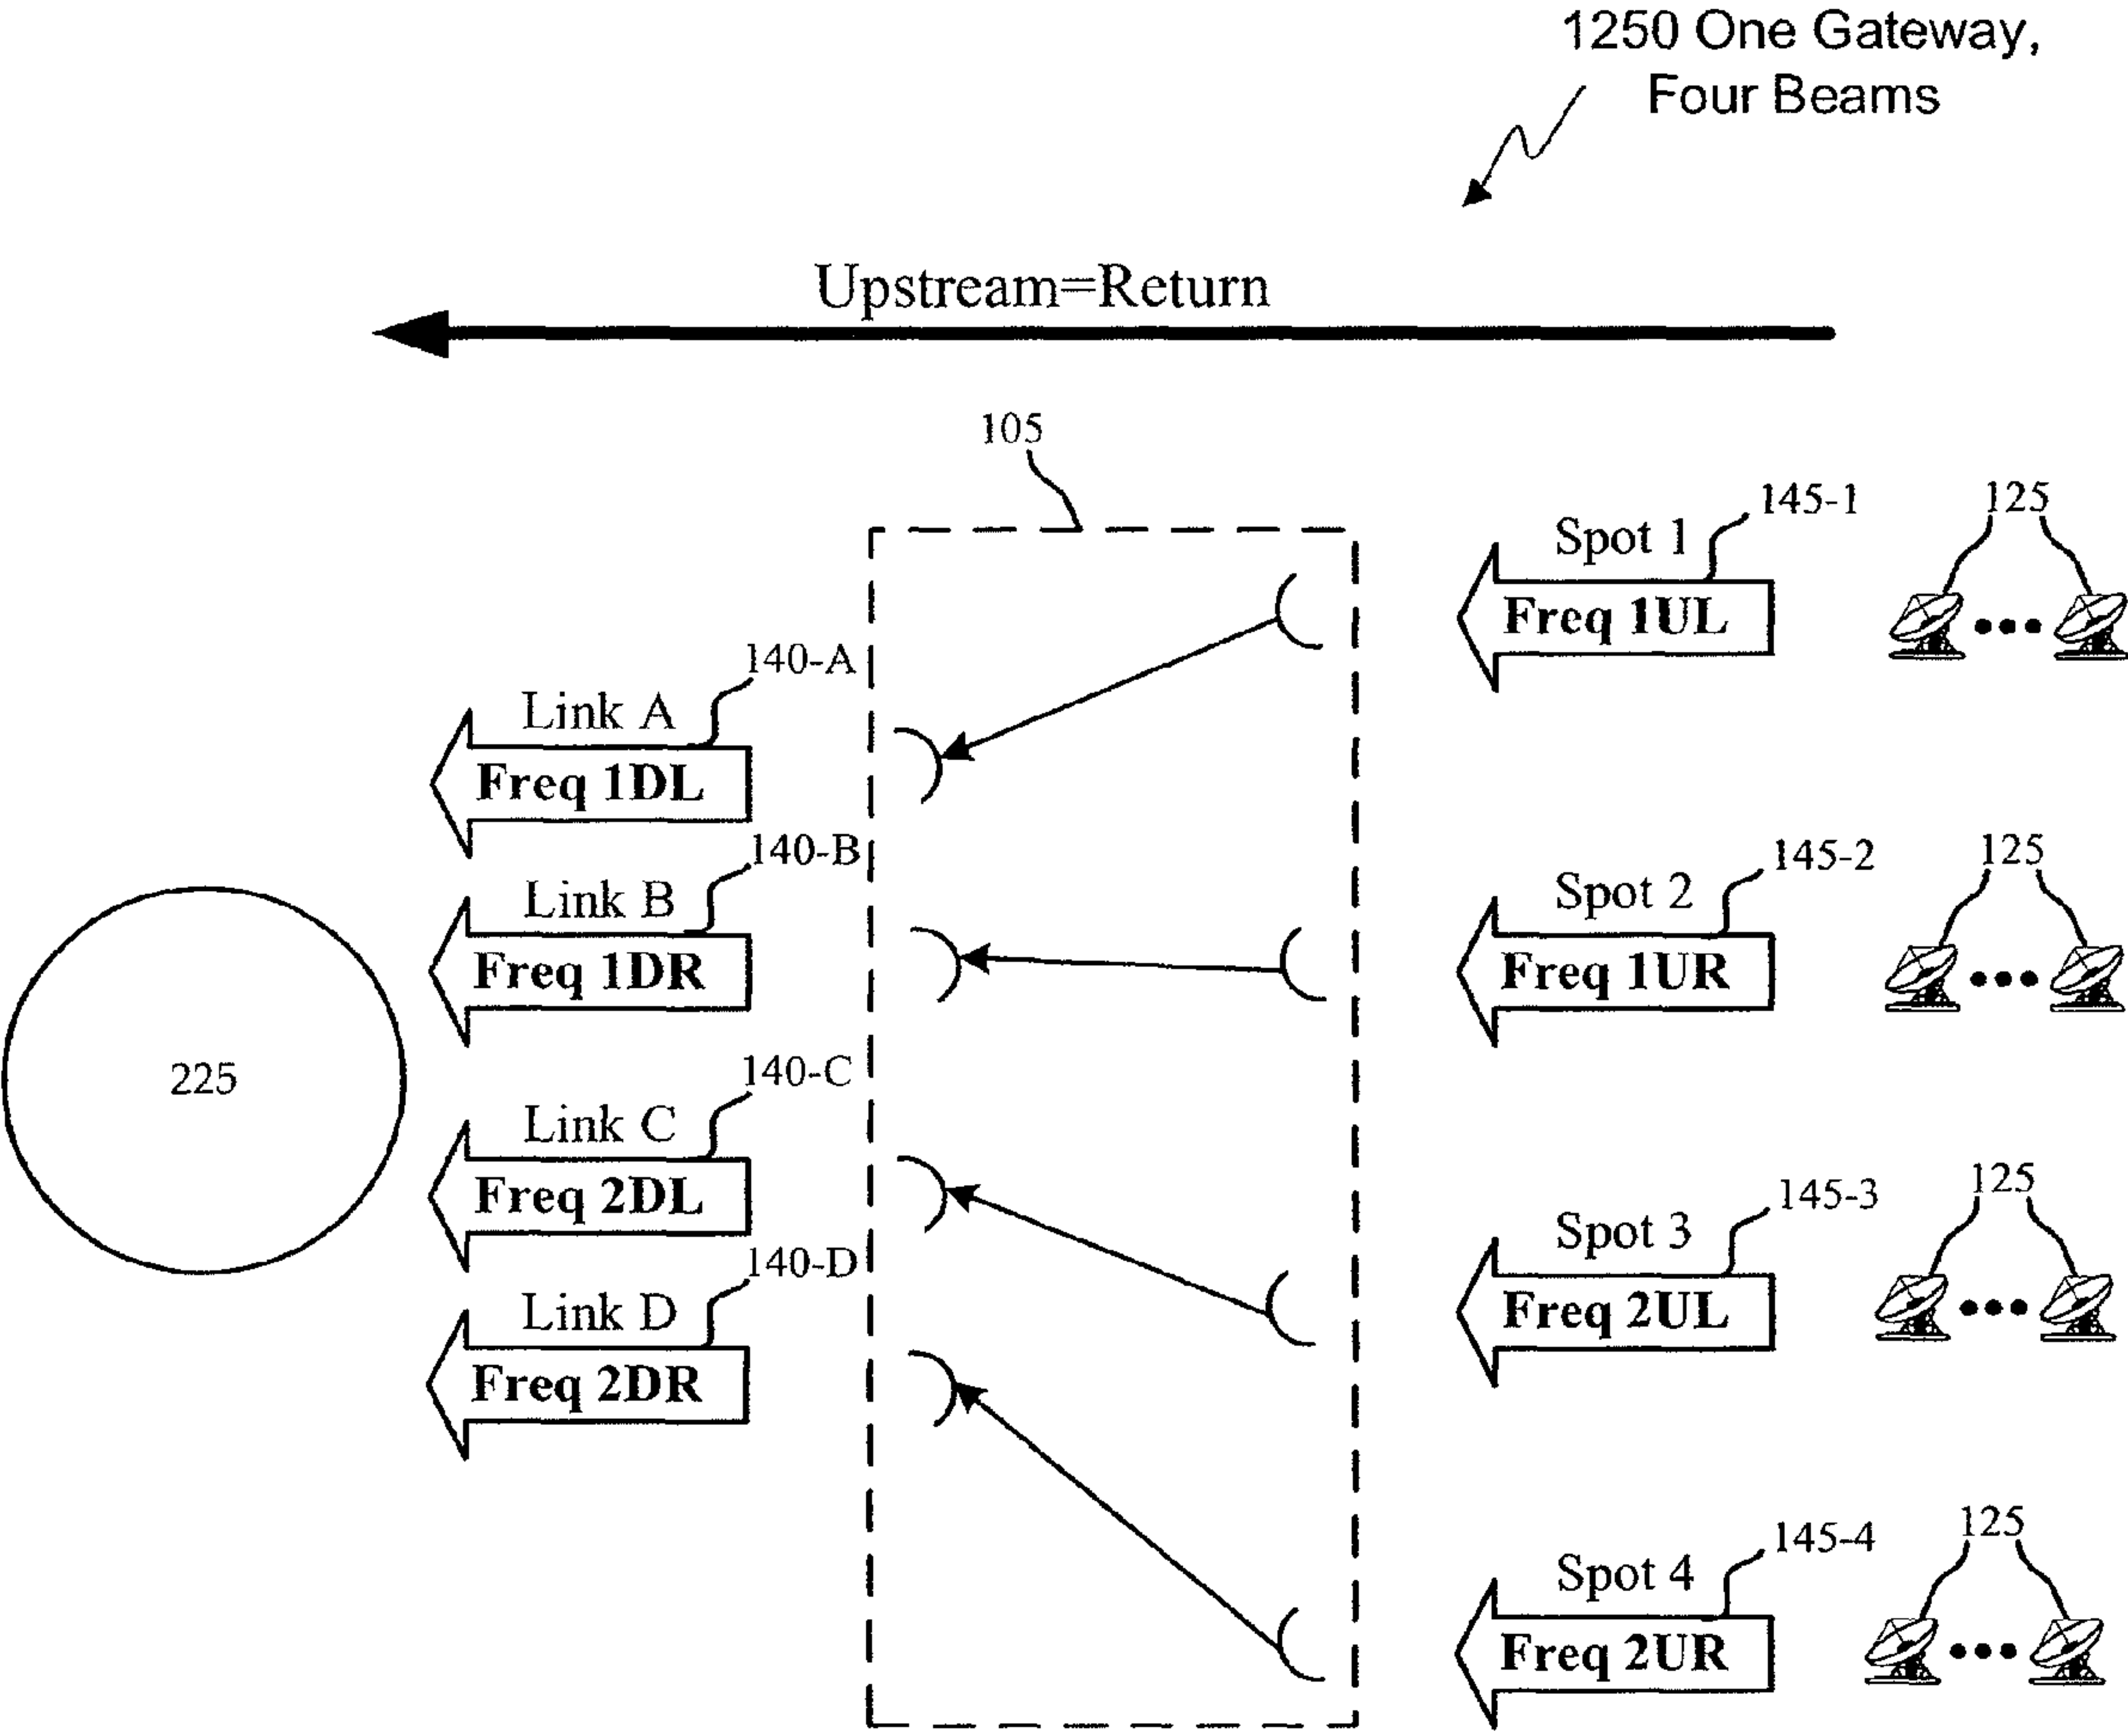 1250 One Gateway,
Four Beams
Upstream=Return
105
Spot 1
145-1
125
Freq 1UL
140-A
Link A
Freq 1DL
140-B
Link B
Freq 1DR
Spot 2
145-2
125
Freq 1UR
225
140-C
Link C
Freq 2DL
Spot 3
145-3
125
Freq 2UL
140-D
Link D
Freq 2DR
Spot 4
145-4
125
Freq 2UR